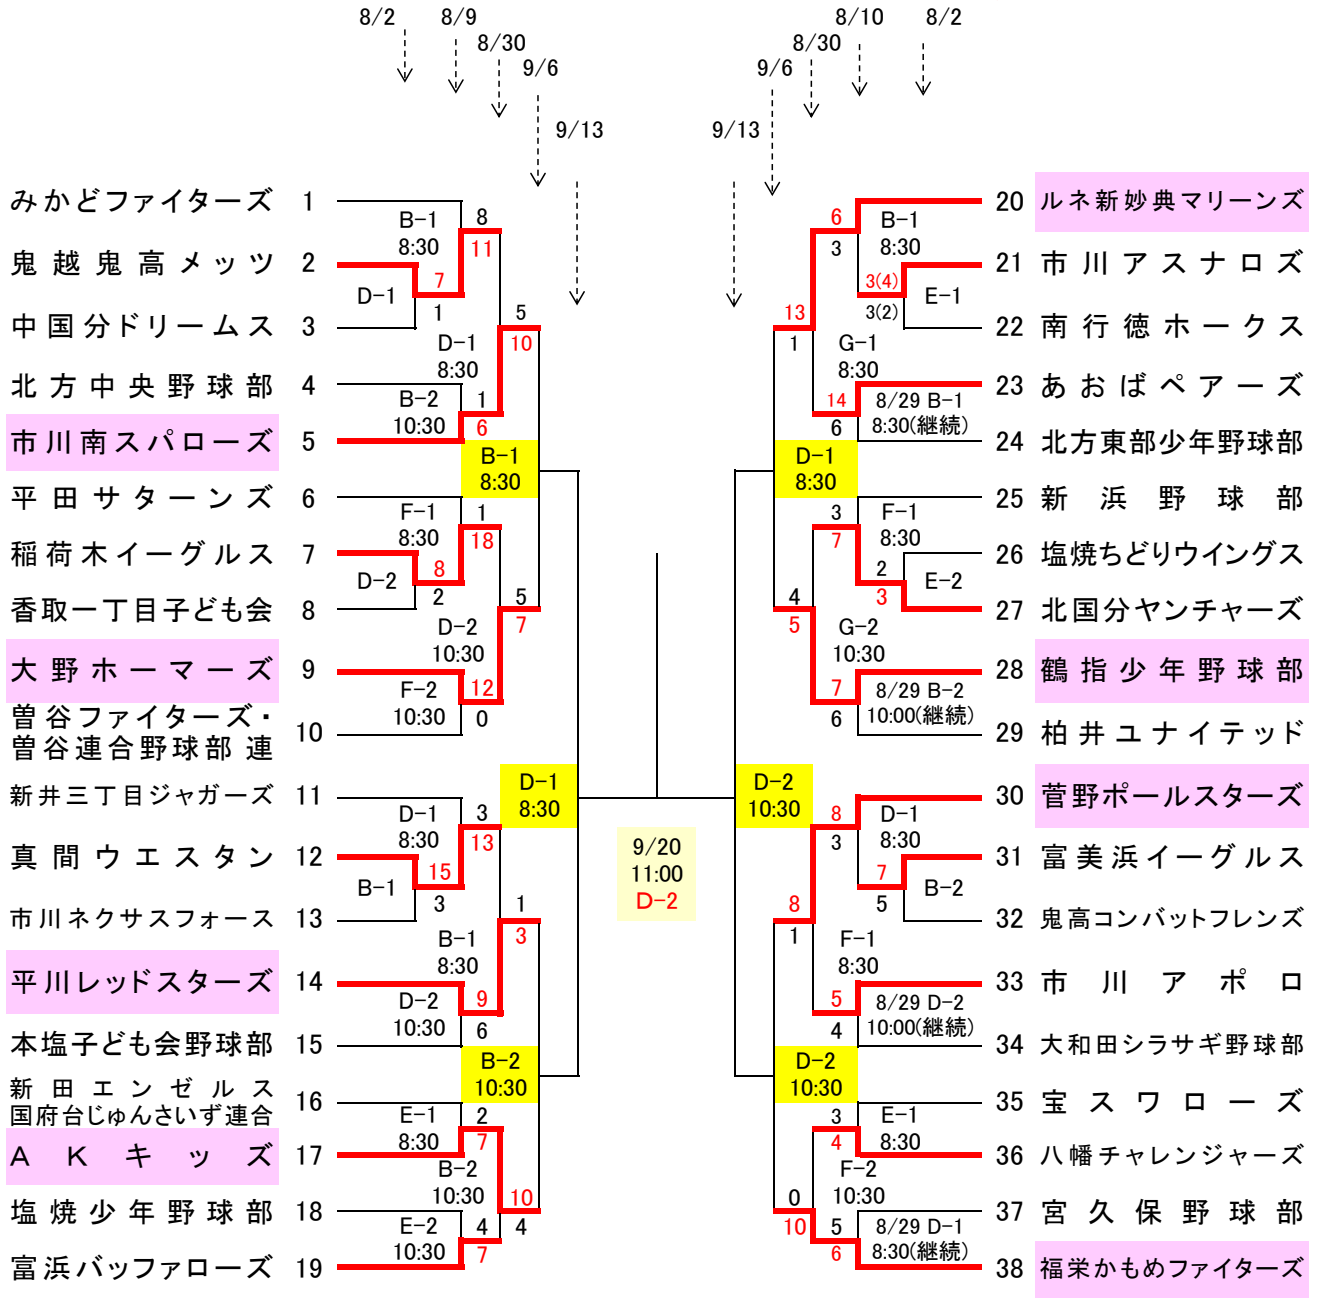 8/2
8/9
8/30
9/6
9/13
8/10
8/2
8/30
9/6
9/13
みかどファイターズ 1
B-1
8:30
8
11
鬼越鬼高メッツ 2
D-1
7
1
中国分ドリームス 3
D-1
8:30
5
10
北方中央野球部 4
B-2
10:30
1
6
市川南スパローズ 5
B-1
8:30
平田サターンズ 6
F-1
8:30
1
18
稲荷木イーグルス 7
D-2
8
2
香取一丁目子ども会 8
D-2
10:30
5
7
大野ホーマーズ 9
F-2
10:30
12
0
曽谷ファイターズ・
曽谷連合野球部 連 10
D-1
8:30
新井三丁目ジャガーズ 11
D-1
8:30
3
13
真間ウエスタン 12
B-1
15
3
市川ネクサスフォース 13
B-1
8:30
1
3
平川レッドスターズ 14
D-2
10:30
9
6
本塩子ども会野球部 15
B-2
10:30
新田エンゼルス
国府台じゅんさいず連合 16
E-1
8:30
2
7
AKキッズ 17
B-2
10:30
10
4
塩焼少年野球部 18
E-2
10:30
4
7
富浜バッファローズ 19
9/20
11:00
D-2
20 ルネ新妙典マリーンズ
6
3
B-1
8:30
21 市川アスナロズ
3(4)
3(2)
E-1
22 南行徳ホークス
13
1
G-1
8:30
23 あおばペアーズ
14
6
8/29 B-1
8:30(継続)
24 北方東部少年野球部
D-1
8:30
25 新浜野球部
3
7
F-1
8:30
26 塩焼ちどりウイングス
2
3
E-2
27 北国分ヤンチャーズ
4
5
G-2
10:30
28 鶴指少年野球部
7
6
8/29 B-2
10:00(継続)
29 柏井ユナイテッド
D-2
10:30
30 菅野ポールスターズ
8
3
D-1
8:30
31 富美浜イーグルス
7
5
B-2
32 鬼高コンバットフレンズ
8
1
F-1
8:30
33 市川アポロ
5
4
8/29 D-2
10:00(継続)
34 大和田シラサギ野球部
D-2
10:30
35 宝スワローズ
3
4
E-1
8:30
36 八幡チャレンジャーズ
0
10
F-2
10:30
37 宮久保野球部
5
6
8/29 D-1
8:30(継続)
38 福栄かもめファイターズ